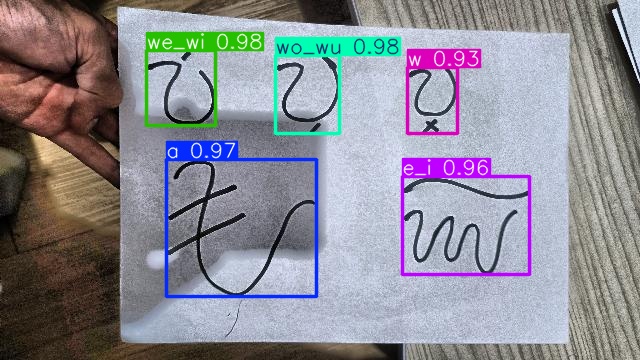 we_wi 0.98 wo_wu 0.98 w 0.93
ᜏᜒ ᜏᜓ ᜏ᜔
a 0.97 e_i 0.96
ᜀ ᜁ